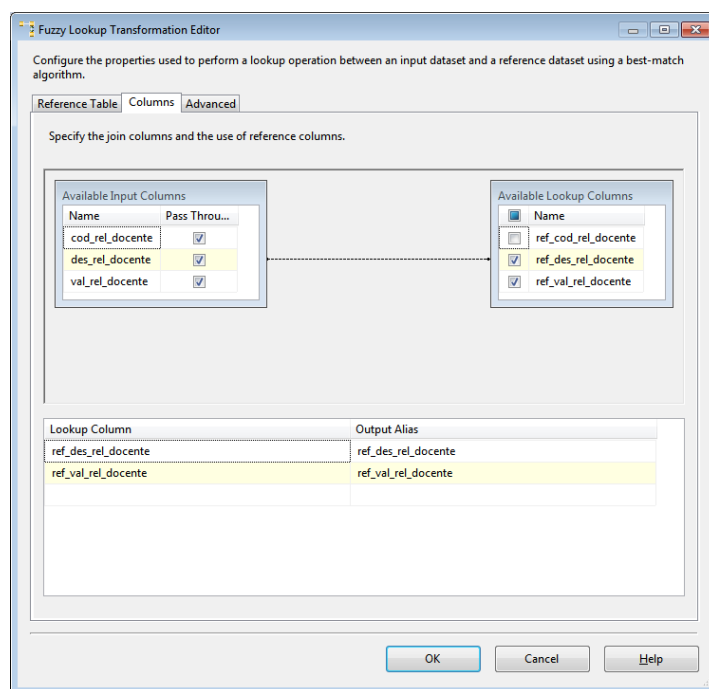 Fuzzy Lookup Transformation Editor
Configure the properties used to perform a lookup operation between an input dataset and a reference dataset using a best-match
algorithm.
Reference Table Columns Advanced
Specify the join columns and the use of reference columns.
Available Input Columns
Name Pass Throu...
cod_rel_docente
des_rel_docente
val_rel_docente
Available Lookup Columns
Name
ref_cod_rel_docente
ref_des_rel_docente
ref_val_rel_docente
Lookup Column Output Alias
ref_des_rel_docente ref_des_rel_docente
ref_val_rel_docente ref_val_rel_docente
OK Cancel Help